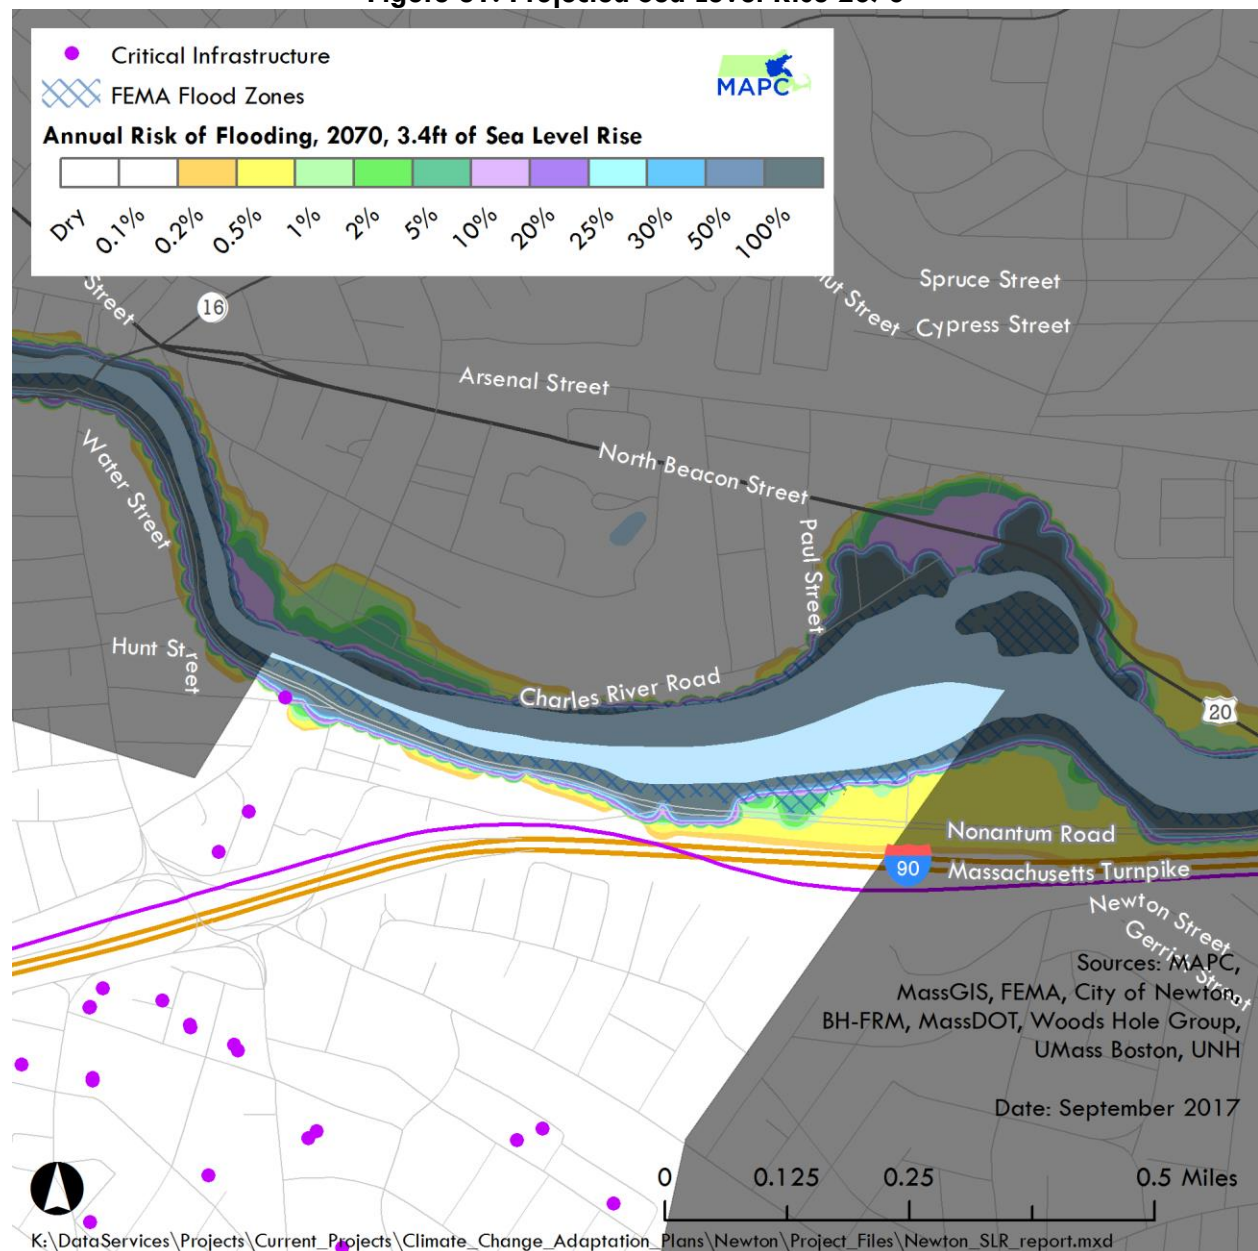 Critical Infrastructure
MAPC
FEMA Flood Zones
Annual Risk of Flooding, 2070, 3.4ft of Sea Level Rise
Dry
0.1%
0.2%
0.5%
1%
2%
5%
10%
20%
25%
30%
50%
100%
Street
16
Street
Spruce Street
Cypress Street
Arsenal Street
North Beacon Street
Water Street
Paul Street
Hunt Street
Charles River Road
20
Nonantum Road
90
Massachusetts Turnpike
Newton Street
Gerrish Street
Sources: MAPC,
MassGIS, FEMA, City of Newton,
BH-FRM, MassDOT, Woods Hole Group,
UMass Boston, UNH
Date: September 2017
0 0.125 0.25 0.5 Miles
K:\DataServices\Projects\Current_Projects\Climate_Change_Adaptation_Plans\Newton\Project_Files\Newton_SLR_report.mxd